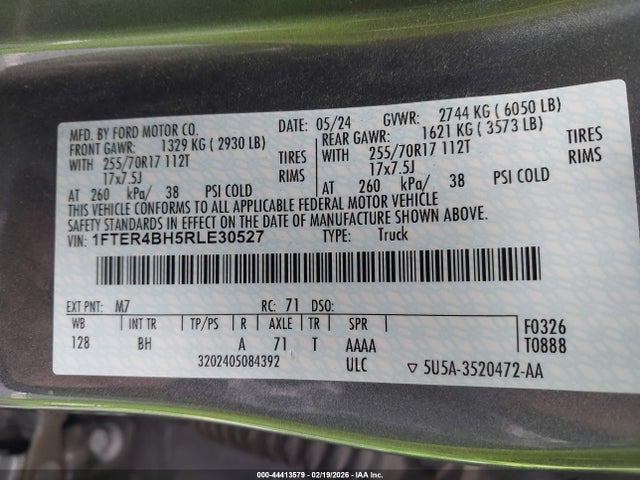 MFD. BY FORD MOTOR CO. DATE: 05/24 GVWR: 2744 KG ( 6050 LB)
FRONT GAWR: 1329 KG ( 2930 LB) REAR GAWR: 1621 KG ( 3573 LB)
WITH 255/70R17 112T TIRES WITH 255/70R17 112T TIRES
17x7.5J RIMS 17x7.5J RIMS
AT 260 kPa/ 38 PSI COLD AT 260 kPa/ 38 PSI COLD
THIS VEHICLE CONFORMS TO ALL APPLICABLE FEDERAL MOTOR VEHICLE
SAFETY STANDARDS IN EFFECT ON THE DATE OF MANUFACTURE SHOWN ABOVE.
VIN: 1FTER4BH5RLE30527 TYPE: Truck
EXT PNT: M7 RC: 71 DSO:
WB INT TR TP/PS R AXLE TR SPR F0326
128 BH A 71 T AAAA T0888
3202405084392 ULC ▽ 5U5A-3520472-AA
000-44413579 - 02/19/2026 - IAA Inc.